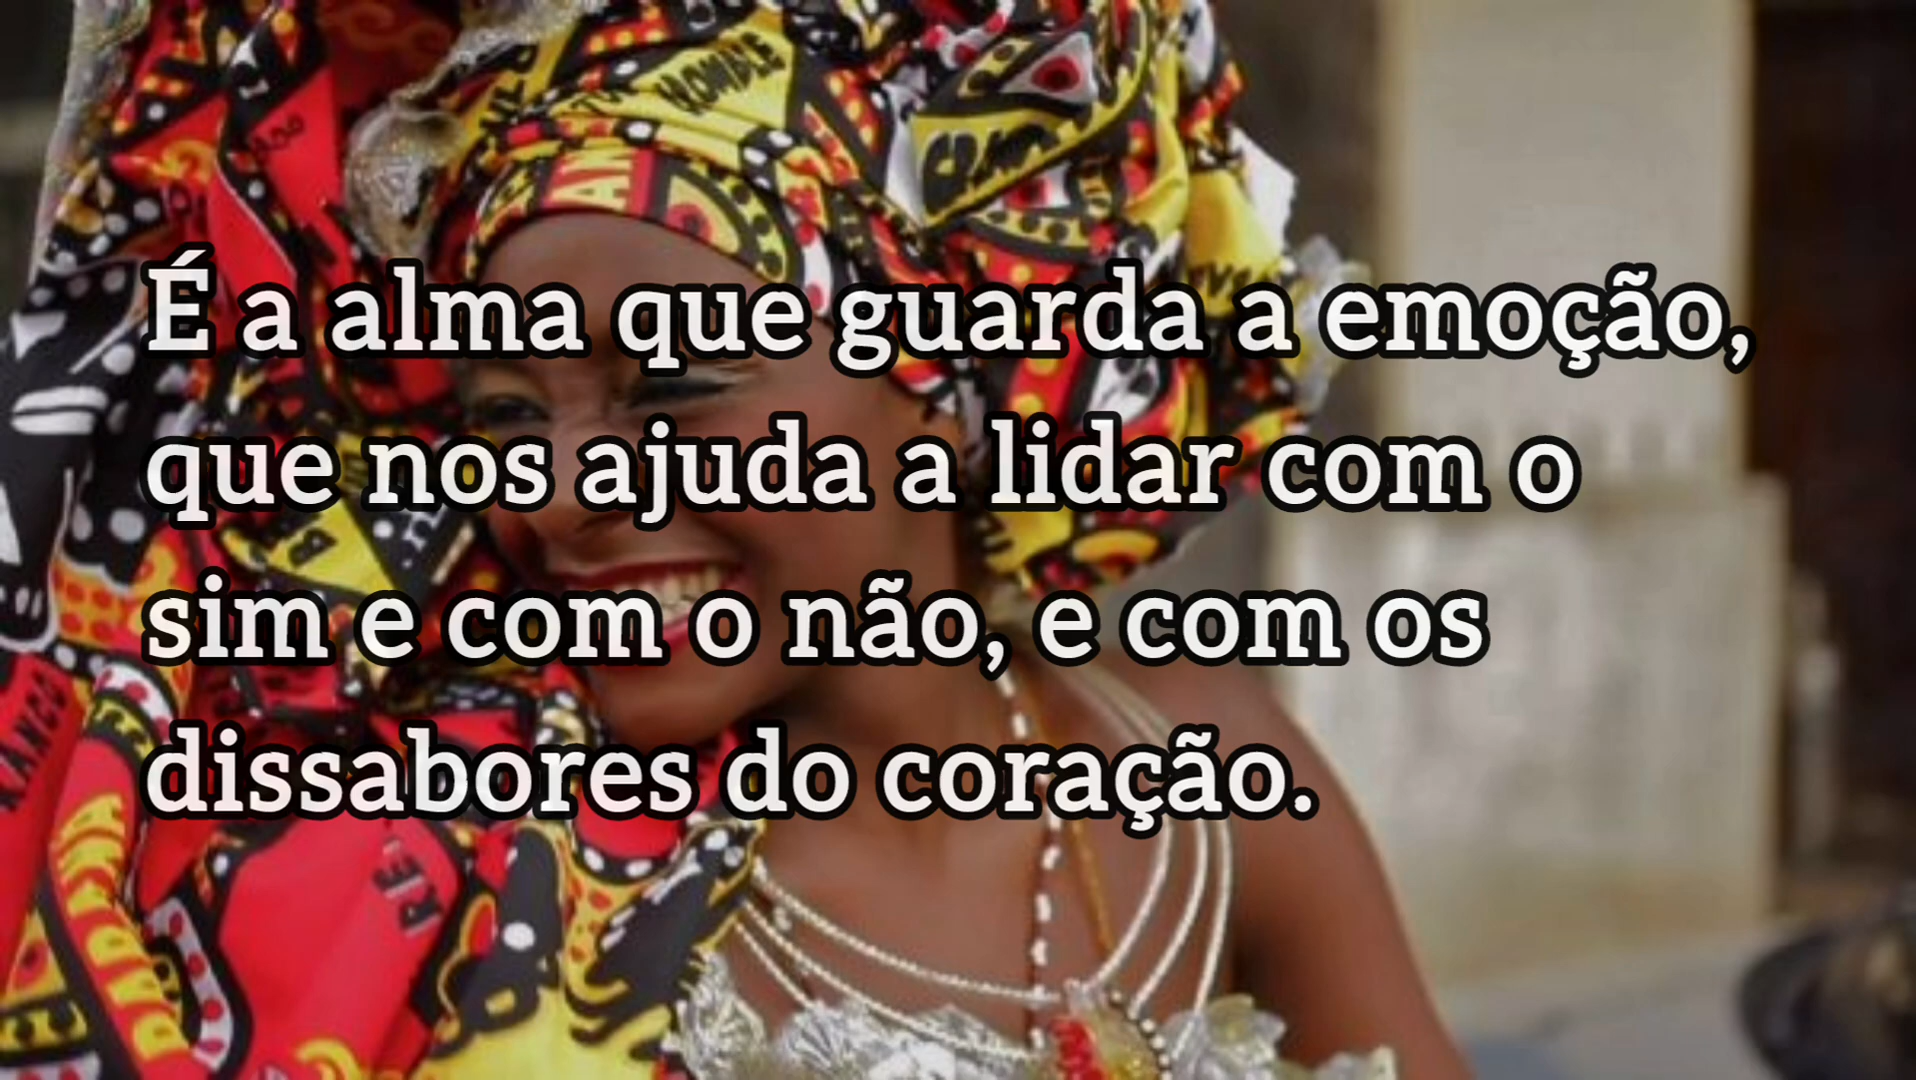 É a alma que guarda a emoção,
que nos ajuda a lidar com o
sim e com o não, e com os
dissabores do coração.